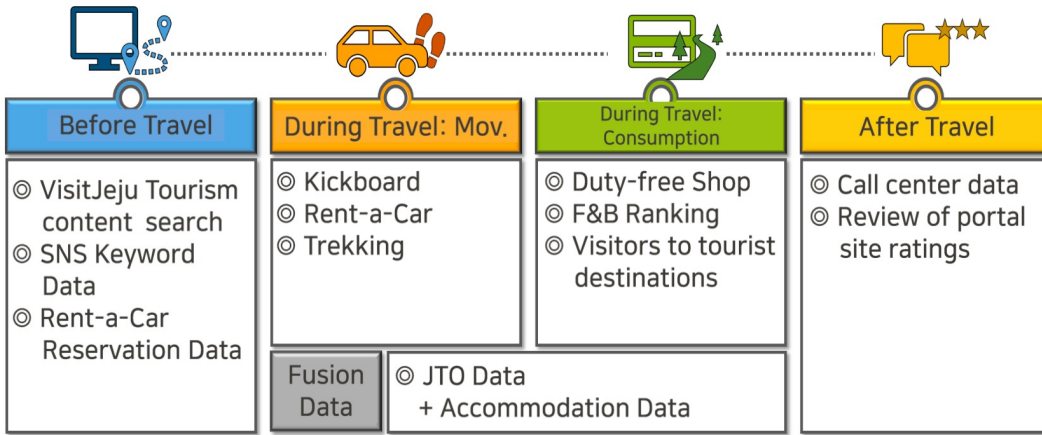 Before Travel
◎ VisitJeju Tourism
content search
◎ SNS Keyword
Data
◎ Rent-a-Car
Reservation Data
During Travel: Mov.
◎ Kickboard
◎ Rent-a-Car
◎ Trekking
During Travel:
Consumption
◎ Duty-free Shop
◎ F&B Ranking
◎ Visitors to tourist
destinations
Fusion
Data
◎ JTO Data
+ Accommodation Data
After Travel
◎ Call center data
◎ Review of portal
site ratings